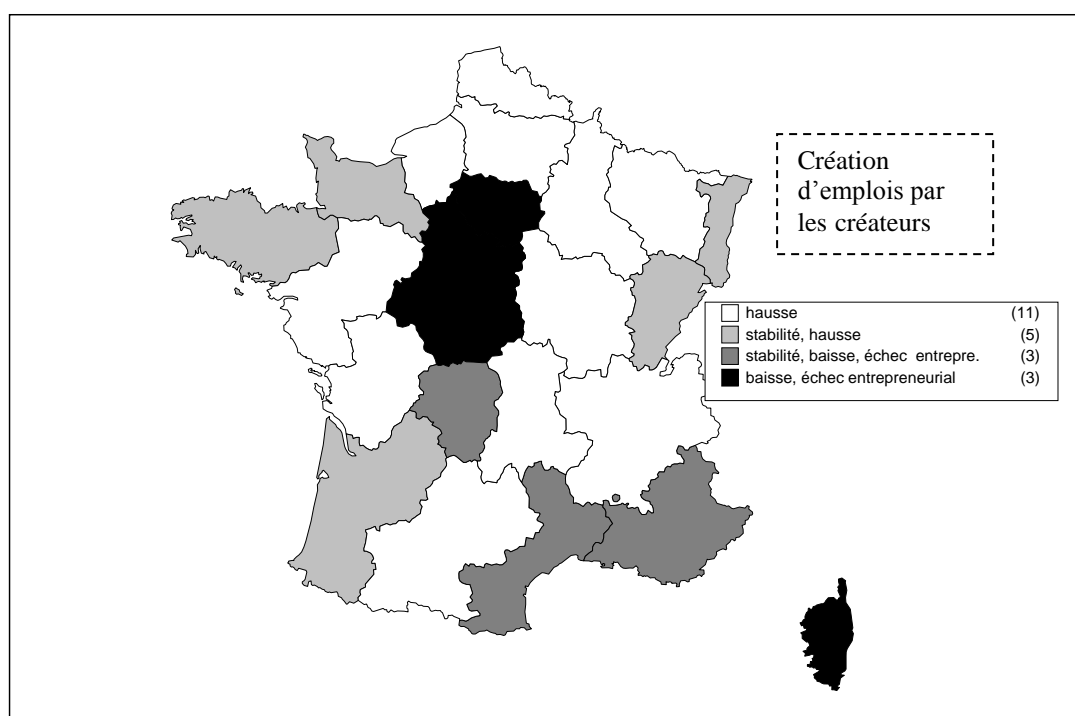 Création
d’emplois par
les créateurs
hausse (11)
stabilité, hausse (5)
stabilité, baisse, échec entrepre. (3)
baisse, échec entrepreneurial (3)